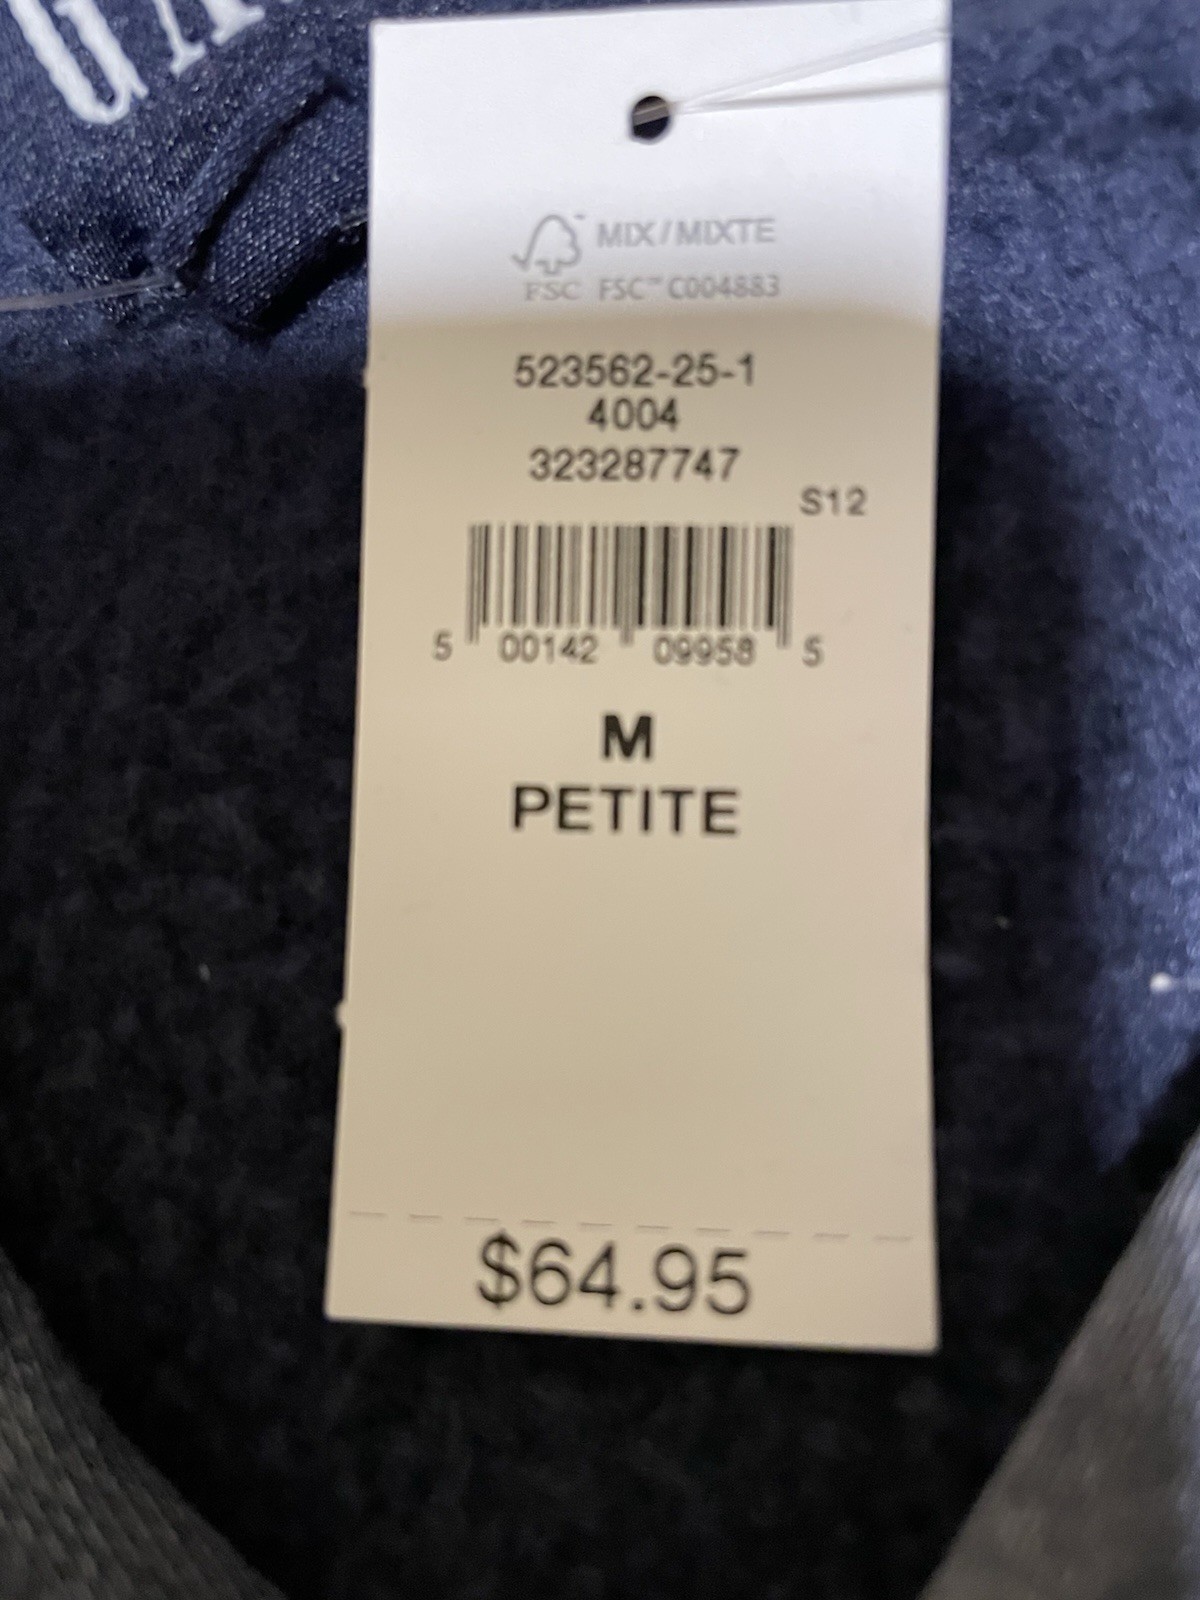 MIX/MIXTE
FSC FSC™ C004883
523562-25-1
4004
323287747
S12
5 00142 09958 5
M
PETITE
$64.95